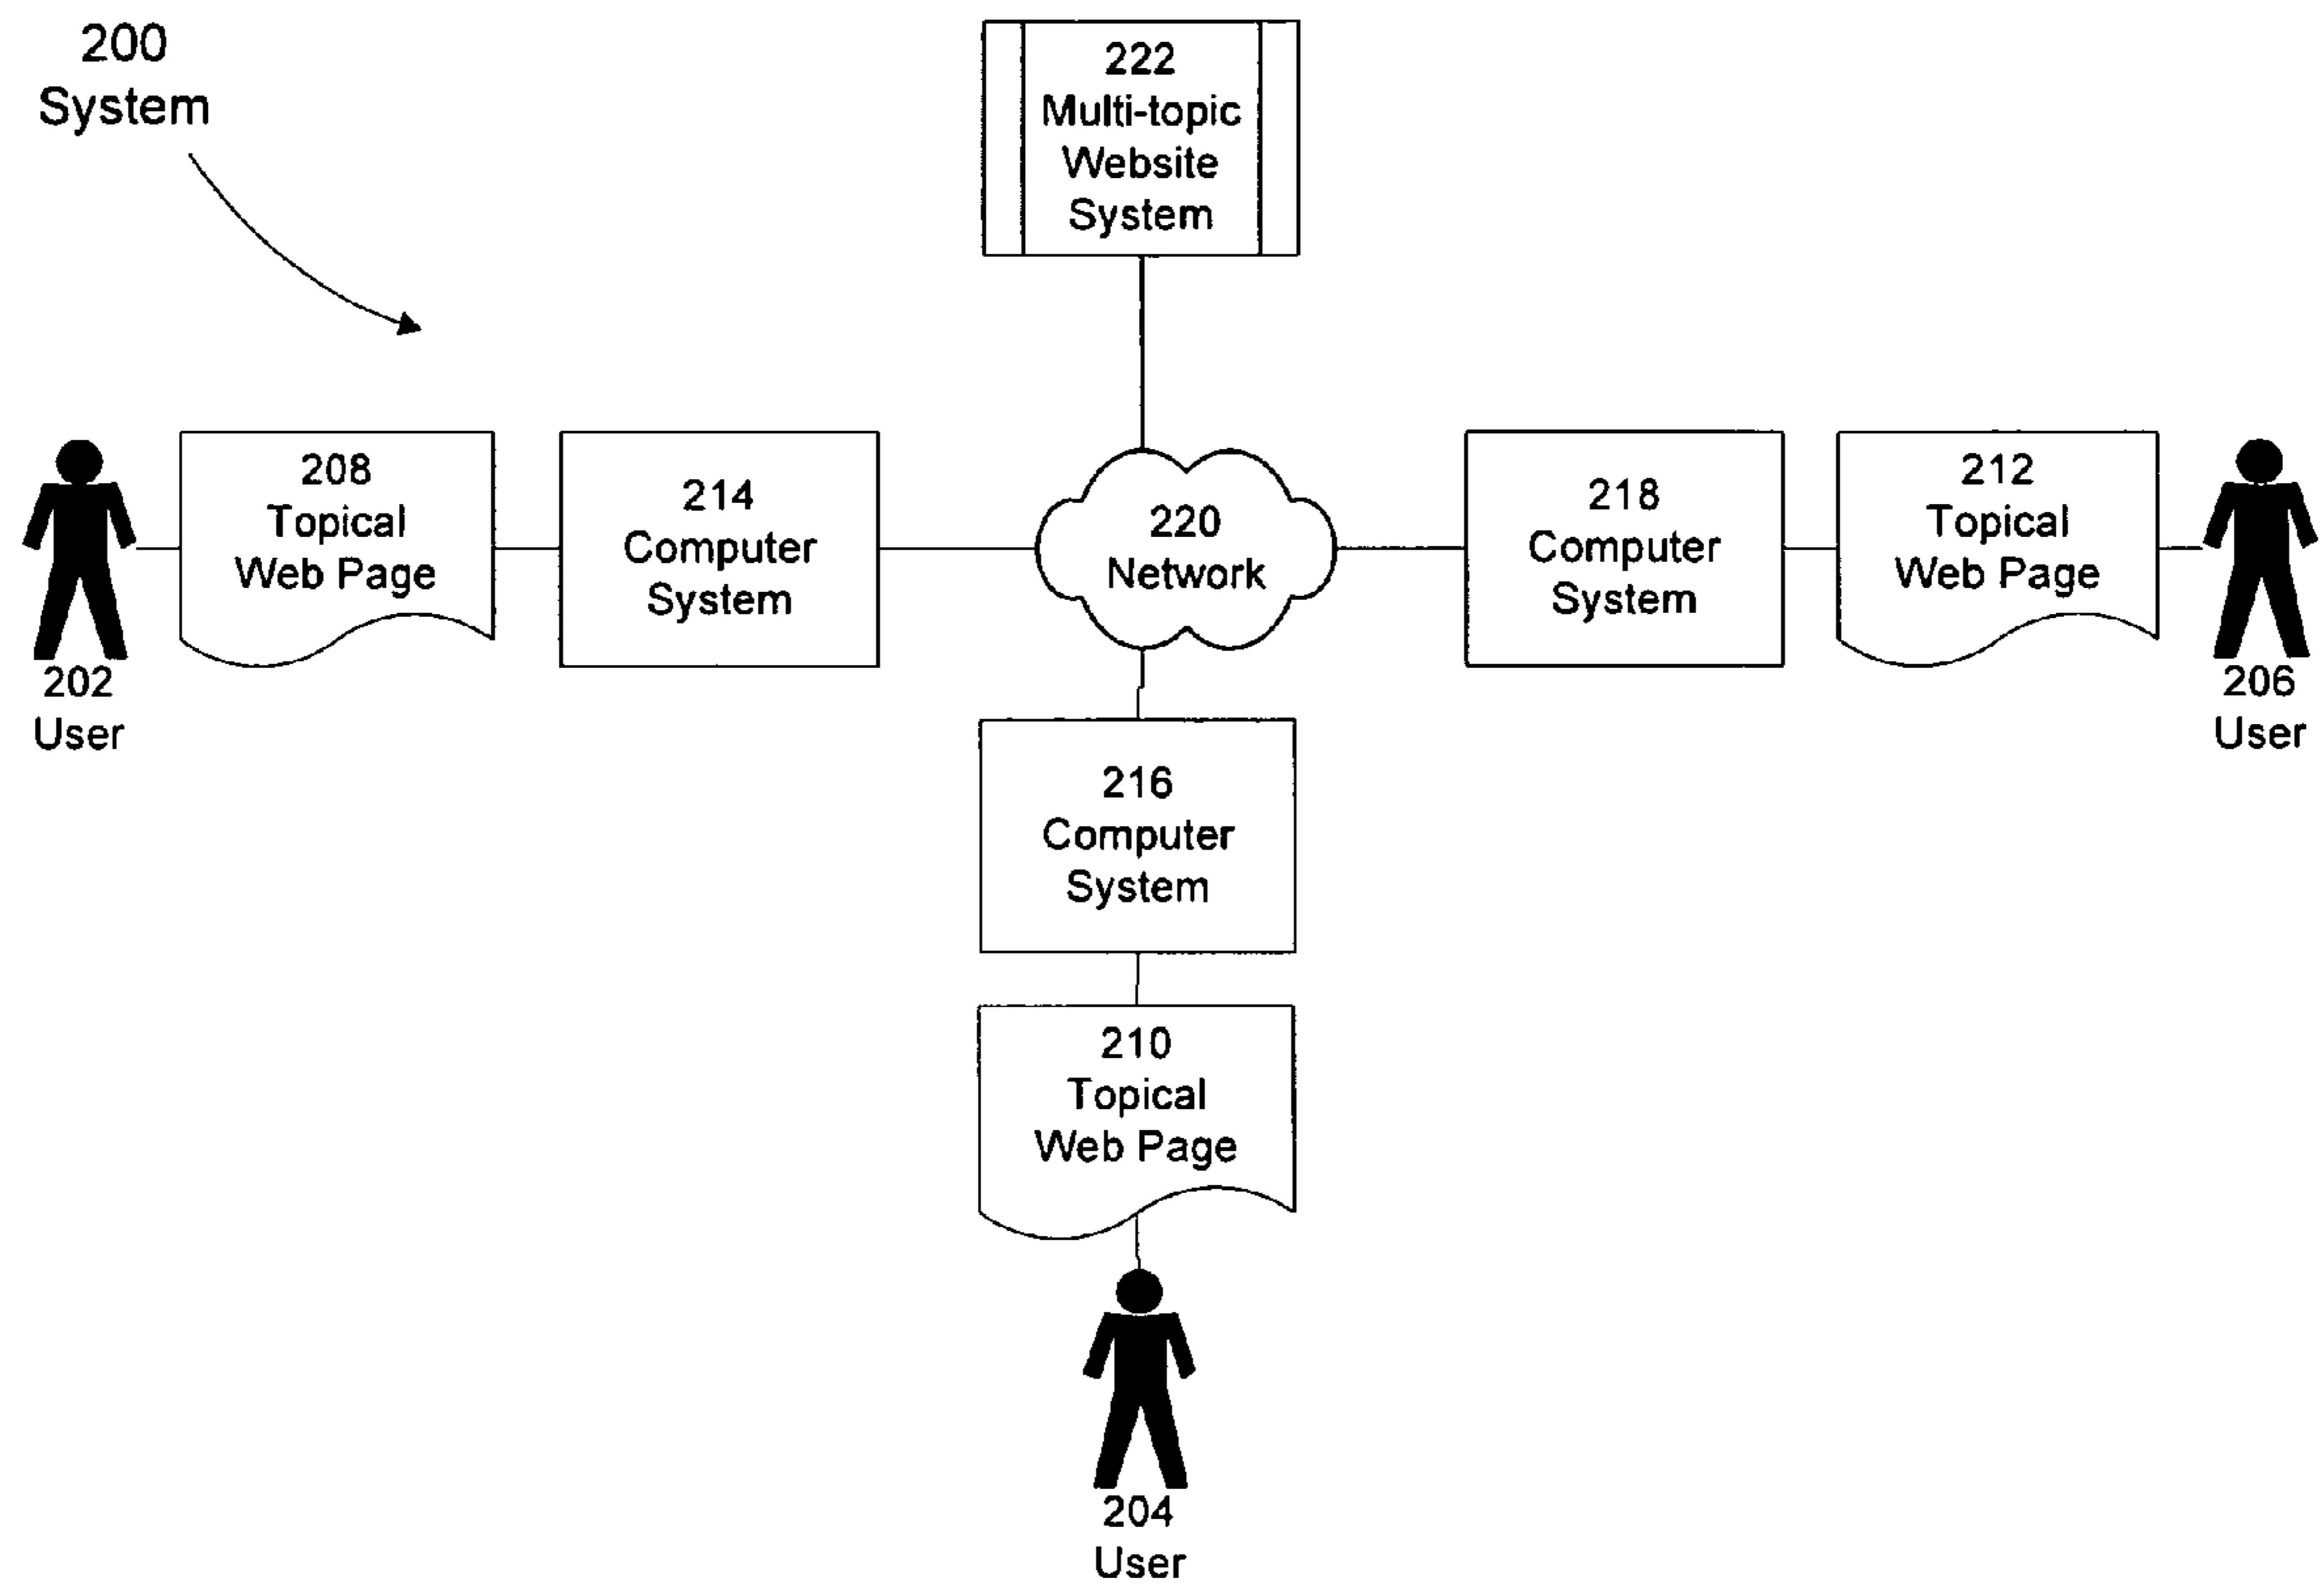 200
System
222
Multi-topic
Website
System
208
Topical
Web Page
214
Computer
System
220
Network
218
Computer
System
212
Topical
Web Page
202
User
206
User
216
Computer
System
210
Topical
Web Page
204
User